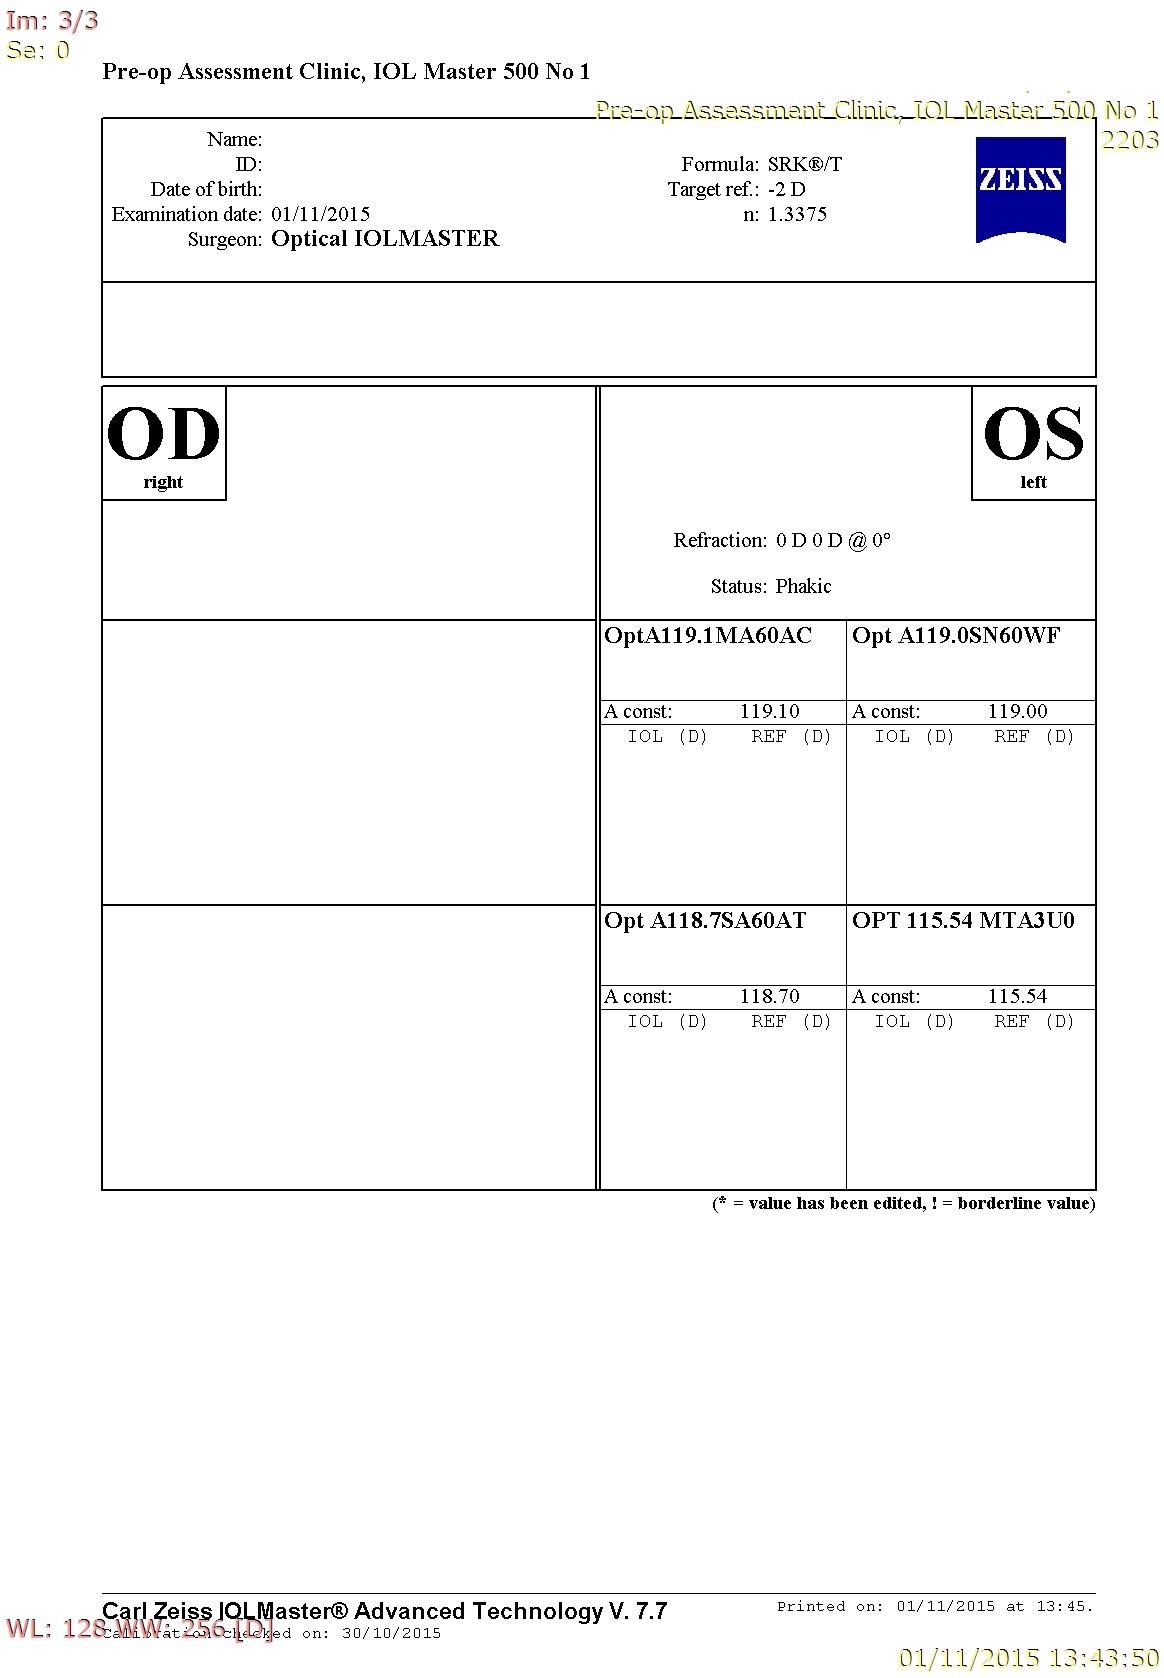 Im: 3/3
Se: 0
Pre-op Assessment Clinic, IOL Master 500 No 1
Pre-op Assessment Clinic, IOL Master 500 No 1
2203
Name:
ID:
Formula: SRK®/T
Date of birth:
Target ref.: -2 D
Examination date: 01/11/2015
n: 1.3375
Surgeon: Optical IOLMASTER
ZEISS
OD
right
OS
left
Refraction: 0 D 0 D @ 0°
Status: Phakic
OptA119.1MA60AC
Opt A119.0SN60WF
A const: 119.10
A const: 119.00
IOL (D) REF (D)
IOL (D) REF (D)
Opt A118.7SA60AT
OPT 115.54 MTA3U0
A const: 118.70
A const: 115.54
IOL (D) REF (D)
IOL (D) REF (D)
(* = value has been edited, ! = borderline value)
Carl Zeiss IOLMaster® Advanced Technology V. 7.7
Printed on: 01/11/2015 at 13:45.
WL: 128 WW: 256 [D]
Calibration checked on: 30/10/2015
01/11/2015 13:43:50